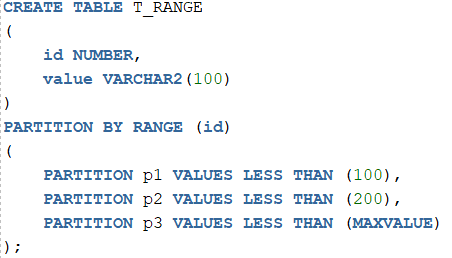 CREATE TABLE T_RANGE
(
    id NUMBER,
    value VARCHAR2(100)
)
PARTITION BY RANGE (id)
(
    PARTITION p1 VALUES LESS THAN (100),
    PARTITION p2 VALUES LESS THAN (200),
    PARTITION p3 VALUES LESS THAN (MAXVALUE)
);